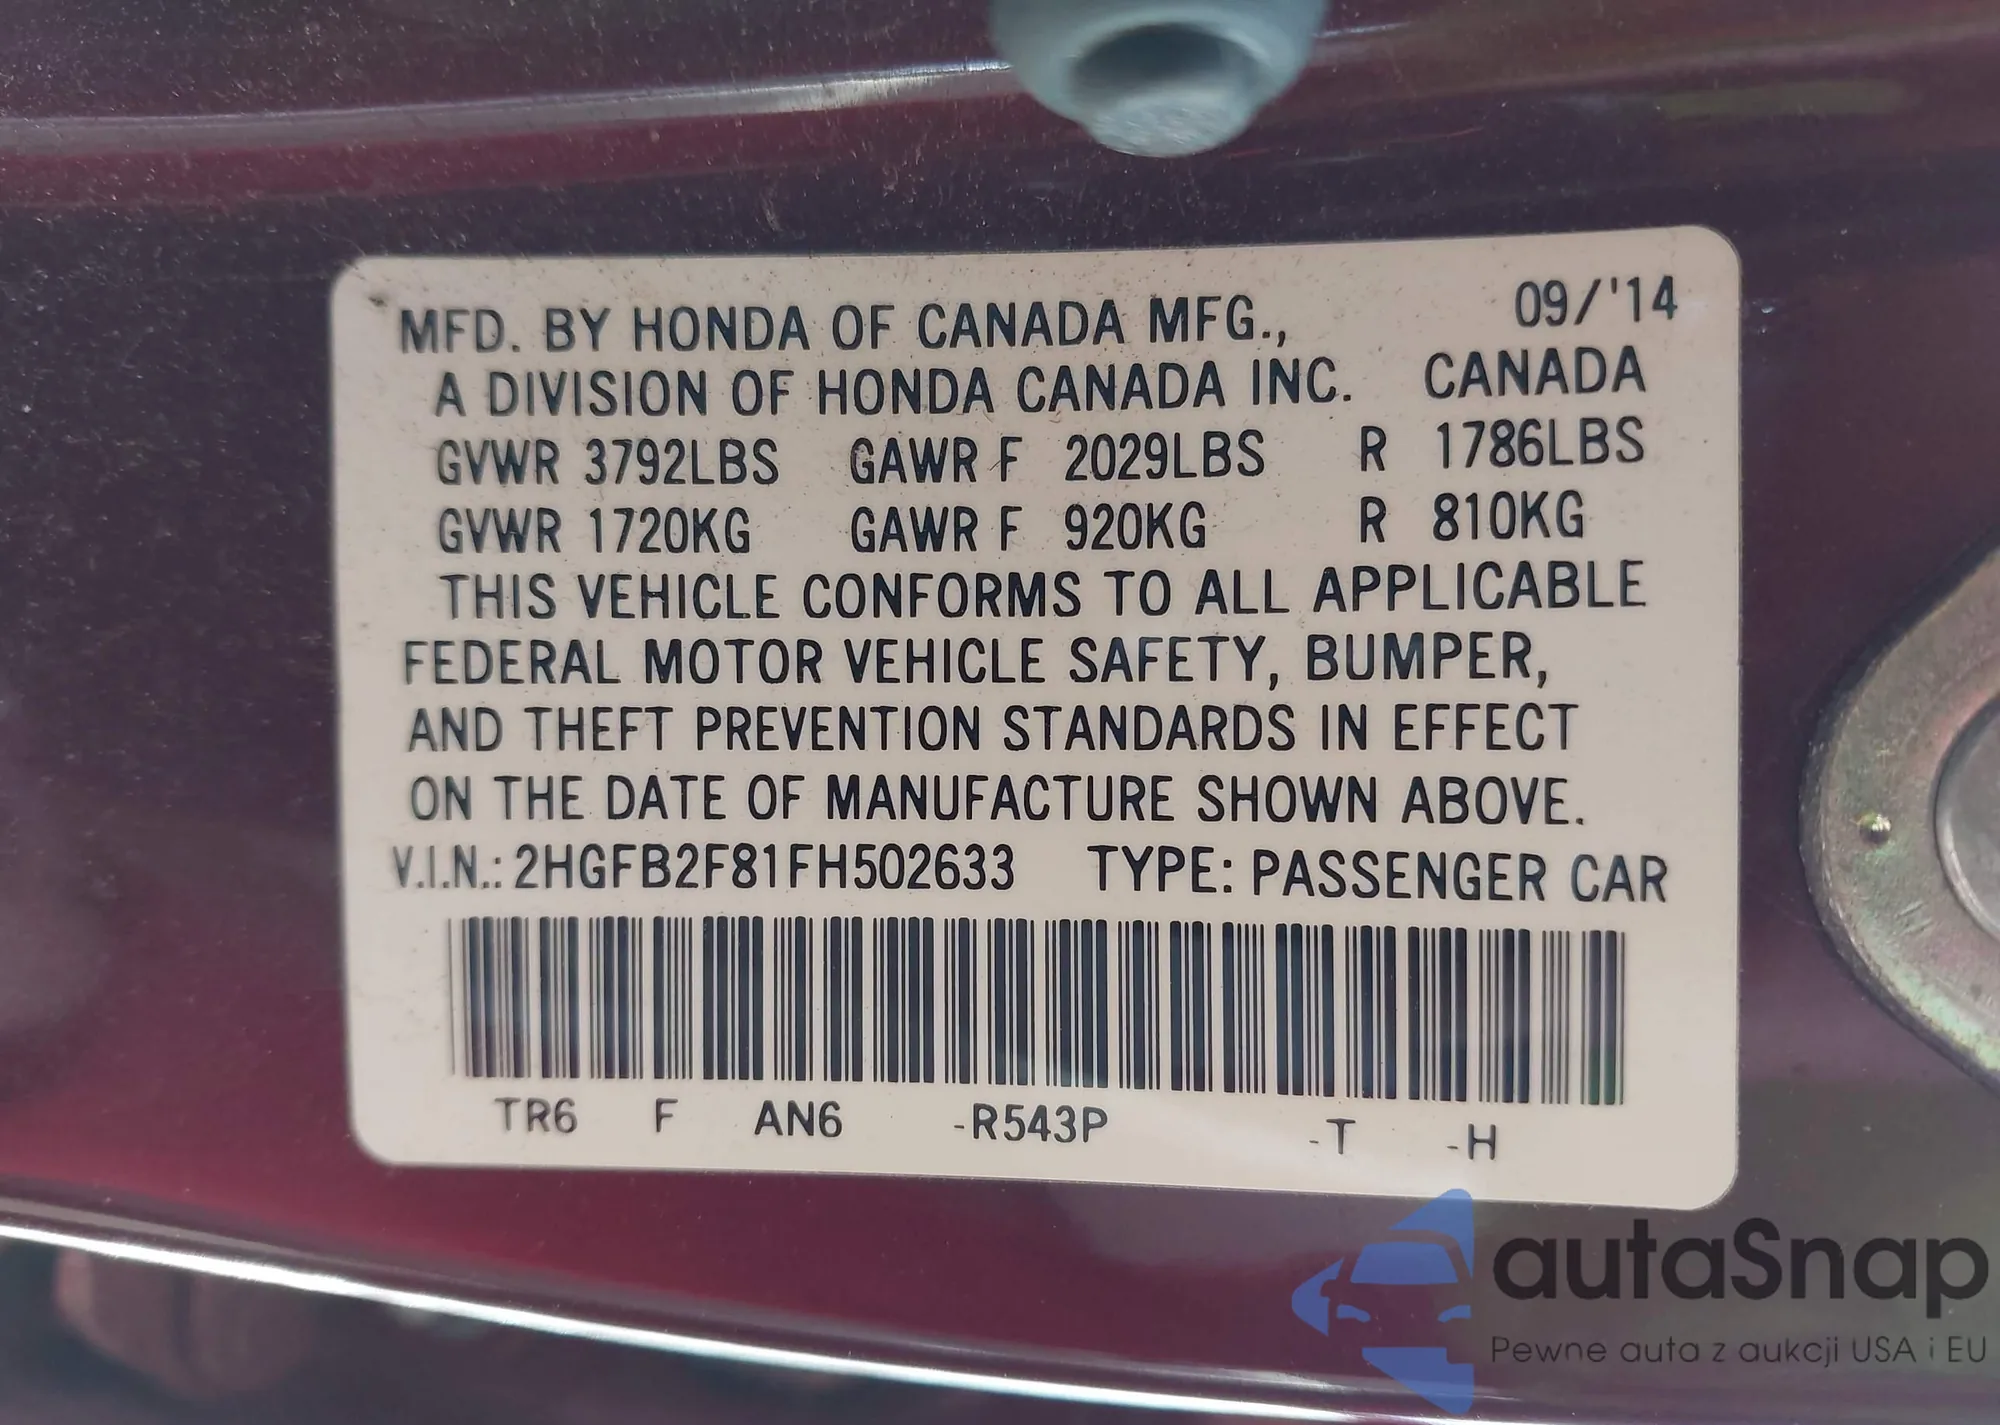 MFD. BY HONDA OF CANADA MFG., 09/'14
A DIVISION OF HONDA CANADA INC. CANADA
GVWR 3792LBS GAWR F 2029LBS R 1786LBS
GVWR 1720KG GAWR F 920KG R 810KG
THIS VEHICLE CONFORMS TO ALL APPLICABLE
FEDERAL MOTOR VEHICLE SAFETY, BUMPER,
AND THEFT PREVENTION STANDARDS IN EFFECT
ON THE DATE OF MANUFACTURE SHOWN ABOVE.
V.I.N.: 2HGFB2F81FH502633 TYPE: PASSENGER CAR
TR6 F AN6 -R543P -T -H
autaSnap
Pewne auta z aukcji USA i EU